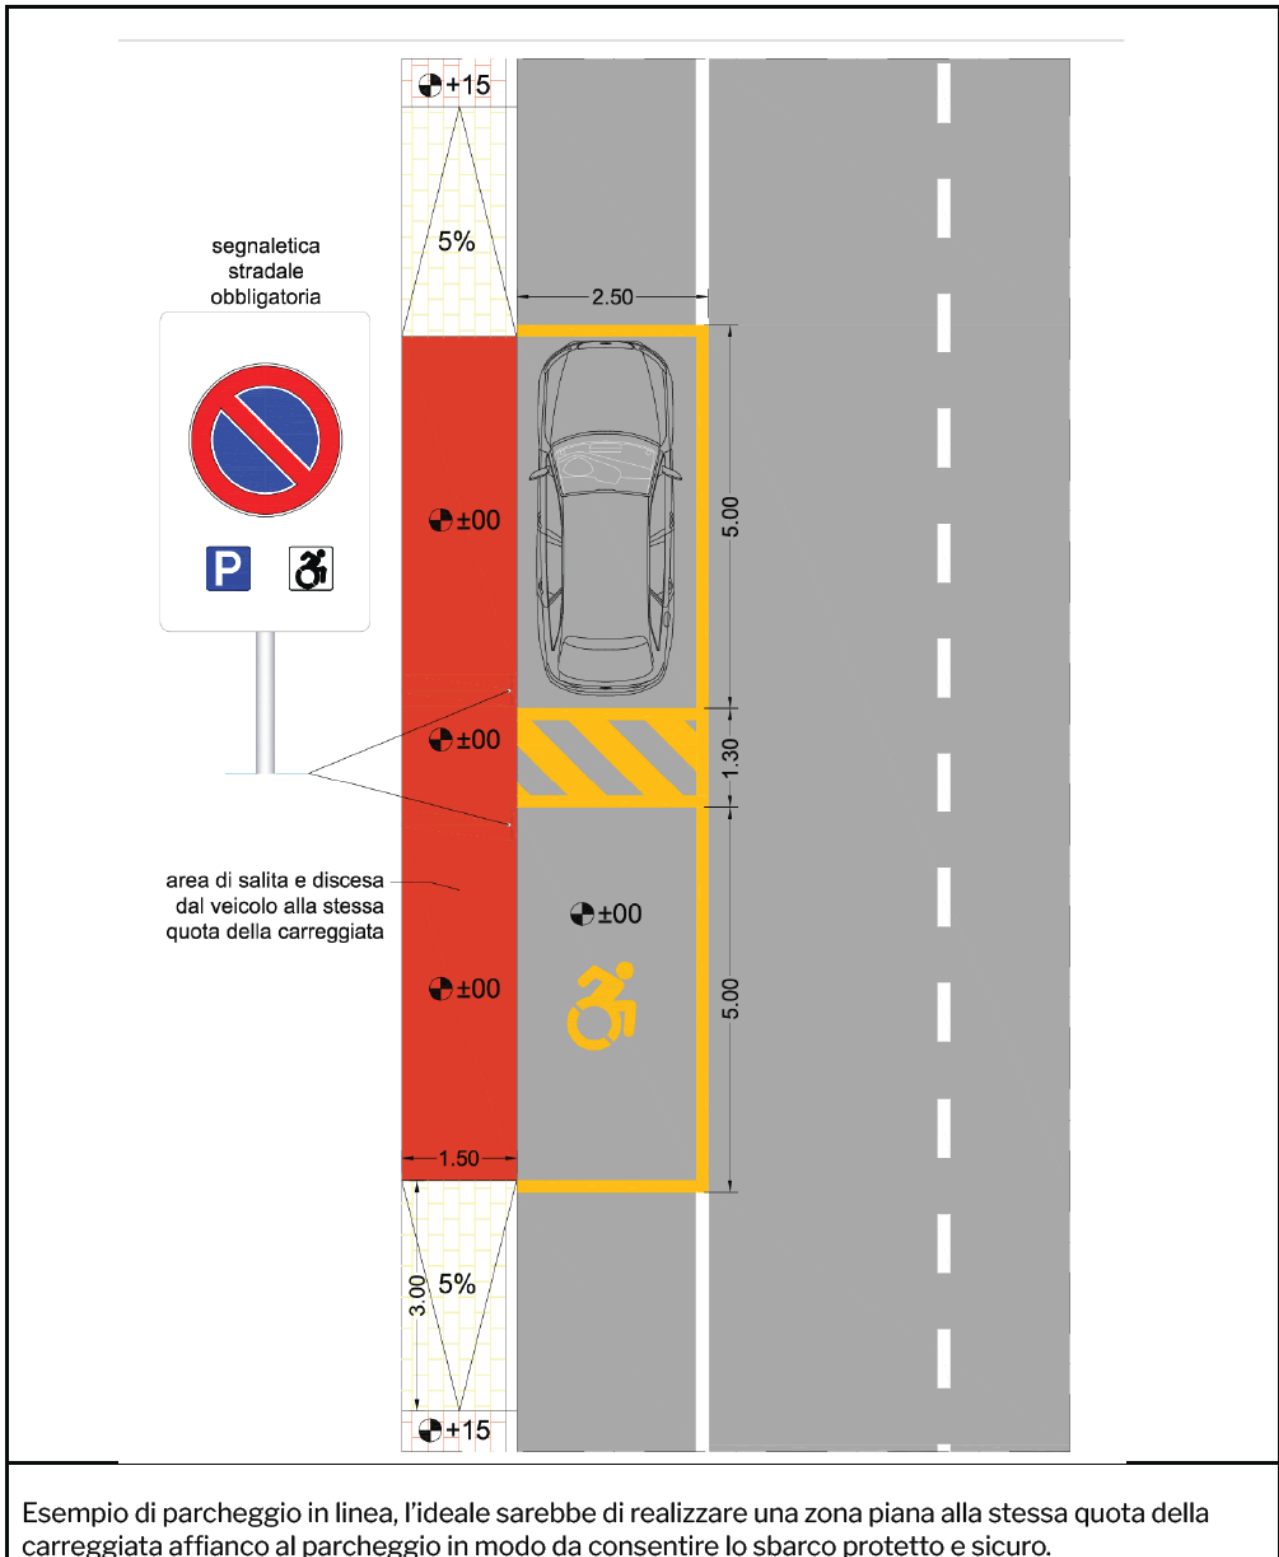 +15
5%
segnaletica
stradale
obbligatoria
2.50
P
±00
5.00
±00
1.30
area di salita e discesa
dal veicolo alla stessa
quota della carreggiata
±00
±00
5.00
1.50
5%
3.00
+15
Esempio di parcheggio in linea, l'ideale sarebbe di realizzare una zona piana alla stessa quota della
carreggiata affianco al parcheggio in modo da consentire lo sbarco protetto e sicuro.